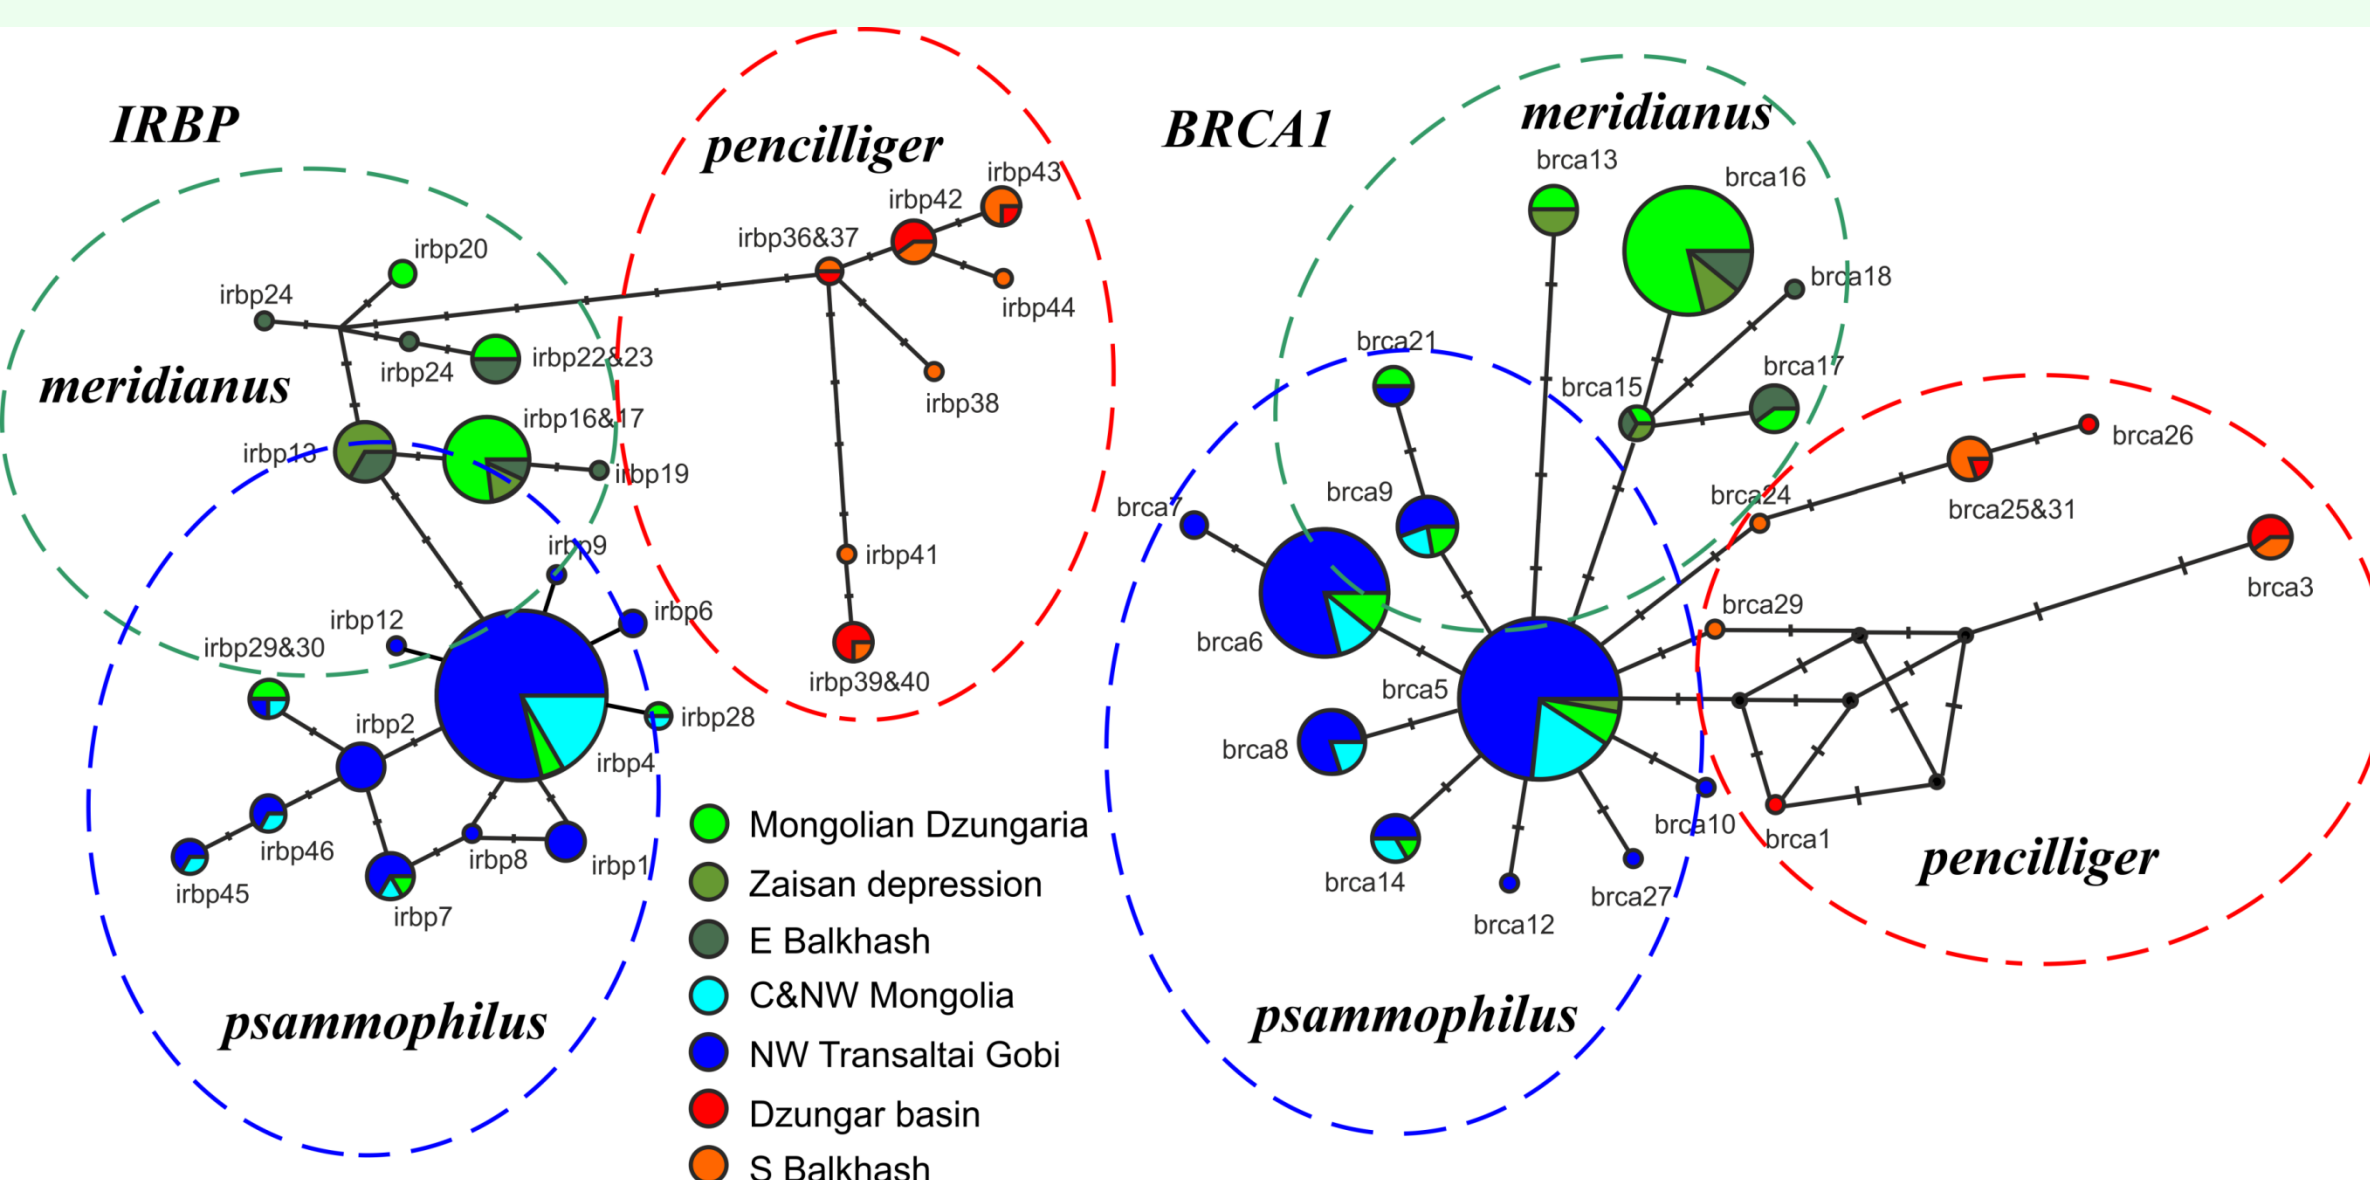 IRBP
pencilliger
meridianus
irbp20
irbp24
irbp24
irbp22&23
irbp16&17
irbp13
irbp19
irbp36&37
irbp42
irbp43
irbp44
irbp38
irbp41
irbp39&40
irbp9
irbp12
irbp6
irbp29&30
irbp2
irbp28
irbp4
irbp46
irbp45
irbp8
irbp1
irbp7
psammophilus
Mongolian Dzungaria
Zaisan depression
E Balkhash
C&NW Mongolia
NW Transaltai Gobi
Dzungar basin
S Balkhash
BRCA1
meridianus
brca13
brca16
brca18
brca21
brca15
brca17
brca9
brca7
brca24
brca26
brca25&31
brca3
brca29
brca6
brca5
brca8
brca10
brca1
brca14
brca27
brca12
pencilliger
psammophilus